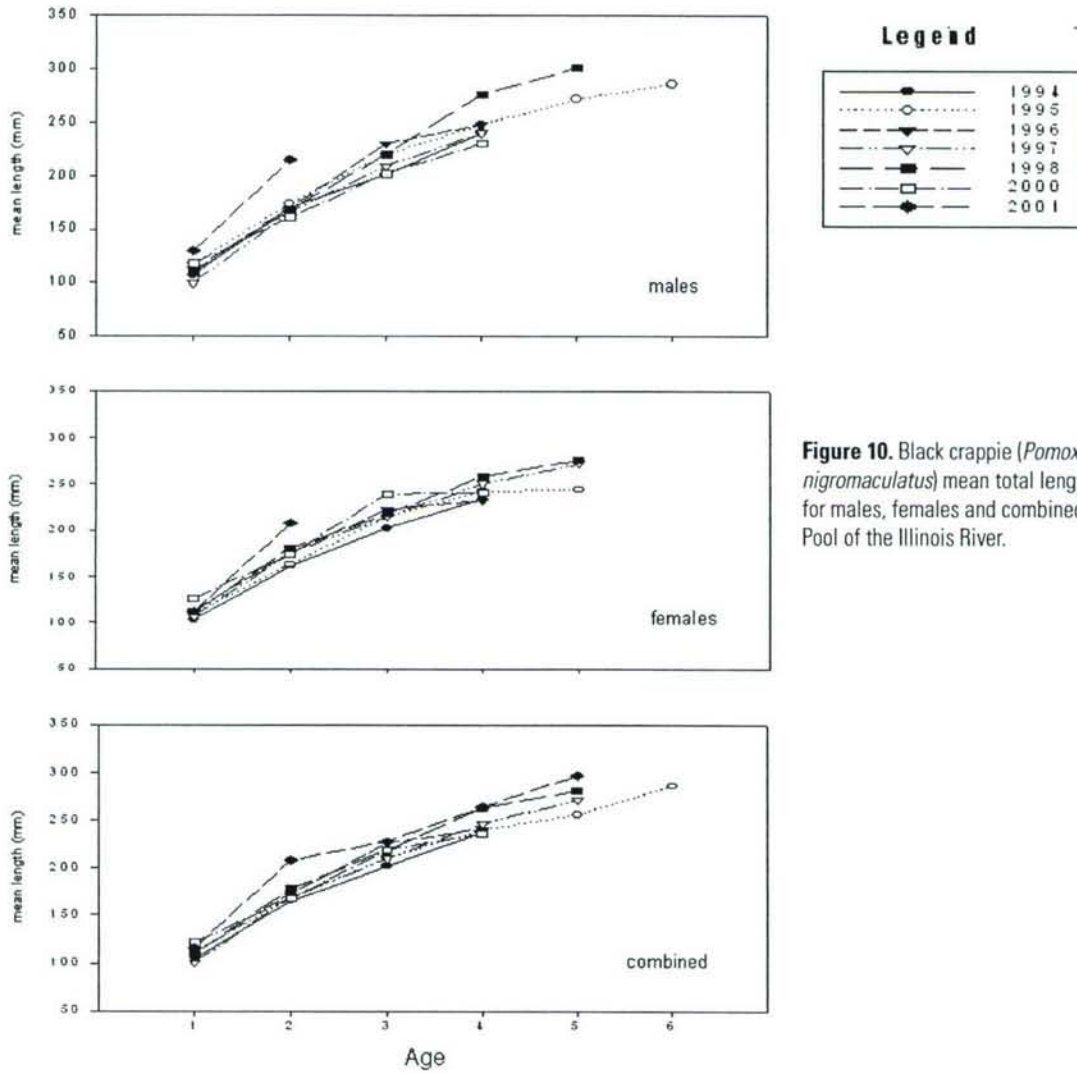 350
300
250
200
150
100
50
mean length (mm)
males
Legend
1994
1995
1996
1997
1998
2000
2001
350
300
250
200
150
100
50
mean length (mm)
females
Figure 10. Black crappie (Pomox
nigromaculatus) mean total leng
for males, females and combined
Pool of the Illinois River.
350
300
250
200
150
100
50
mean length (mm)
combined
1 2 3 4 5 6
Age